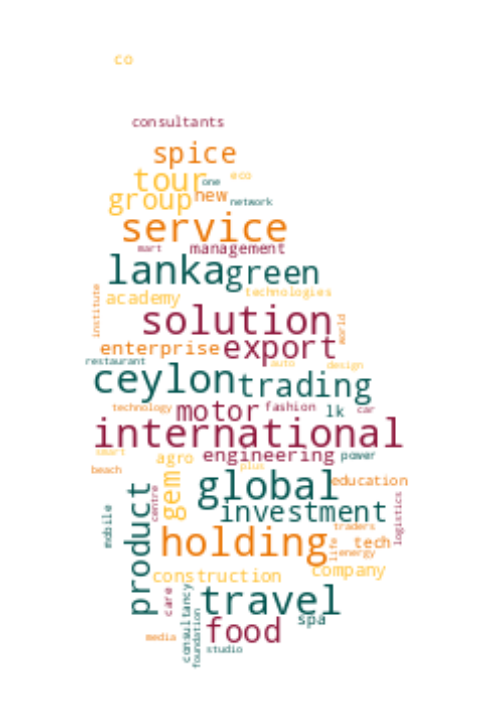 co
consultants
spice
tour one eco
group new network
service
mart management
lanka green
academy technologies
institute
solution world
enterprise export
restaurant auto design
ceylon trading
technology motor fashion lk car
international
smart agro engineering power
beach plus
gem global education
product centre investment logistics
mobile traders
holding life tech
energy
construction company
care consultancy travel
foundation food spa
media studio